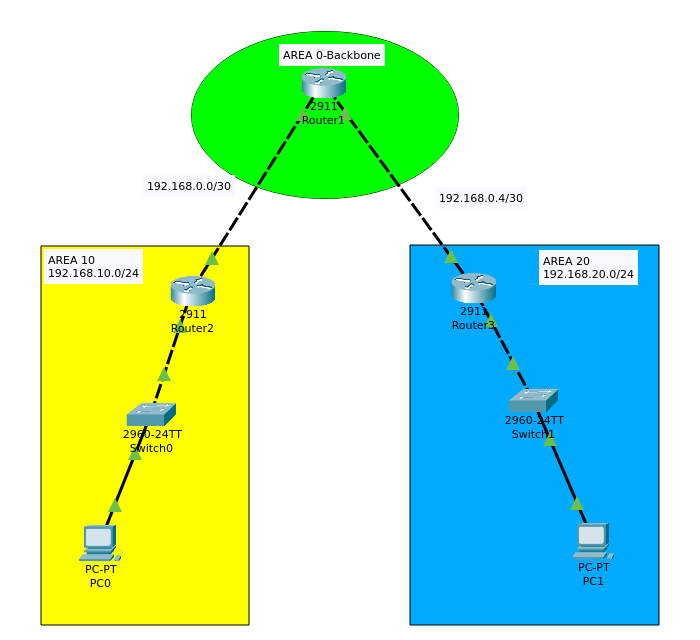 AREA 0-Backbone
2911
Router1
192.168.0.0/30
192.168.0.4/30
AREA 10
192.168.10.0/24
AREA 20
192.168.20.0/24
2911
Router2
2911
Router3
2960-24TT
Switch0
2960-24TT
Switch1
PC-PT
PC0
PC-PT
PC1